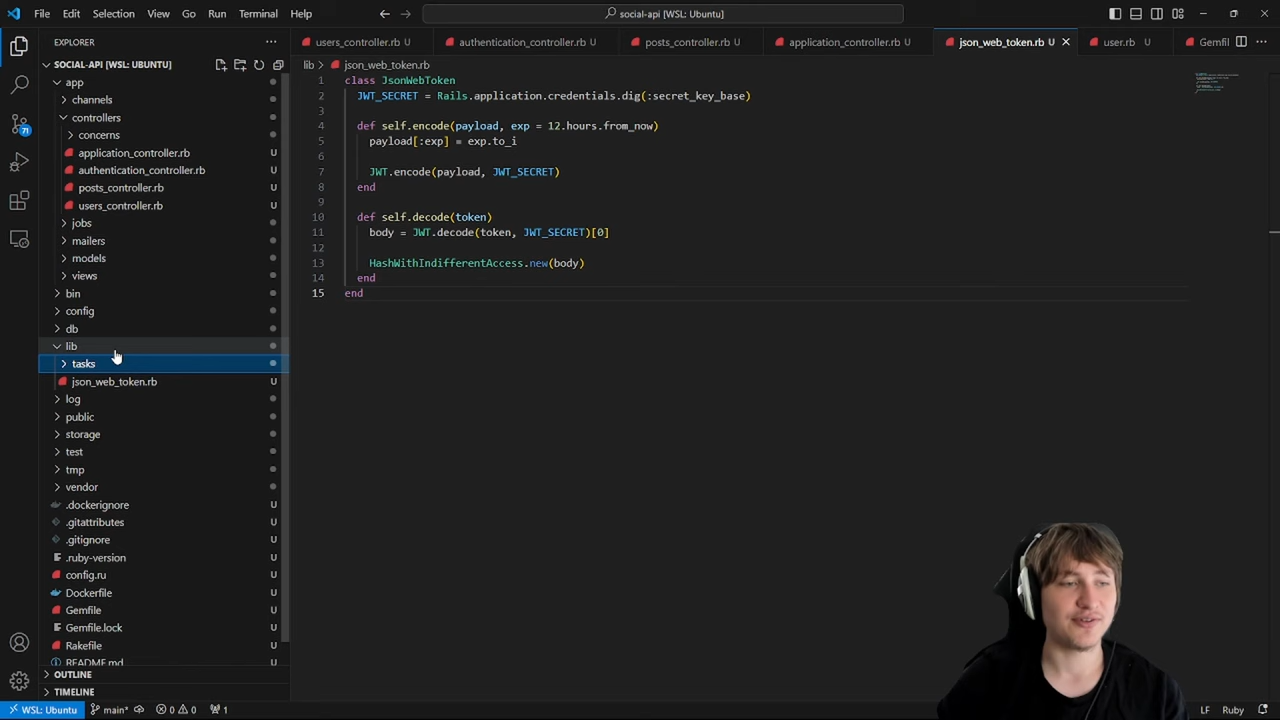 File Edit Selection View Go Run Terminal Help
social-api [WSL: Ubuntu]
EXPLORER
users_controller.rb U
authentication_controller.rb U
posts_controller.rb U
application_controller.rb U
json_web_token.rb U
user.rb U
Gemfil
SOCIAL-API [WSL: UBUNTU]
lib > json_web_token.rb
app
channels
controllers
concerns
application_controller.rb U
authentication_controller.rb U
posts_controller.rb U
users_controller.rb U
jobs
mailers
models
views
bin
config
db
lib
tasks
json_web_token.rb U
log
public
storage
test
tmp
vendor
.dockerignore U
.gitattributes U
.gitignore U
.ruby-version U
config.ru U
Dockerfile U
Gemfile U
Gemfile.lock U
Rakefile U
README.md U
OUTLINE
TIMELINE
71
1 class JsonWebToken
2 JWT_SECRET = Rails.application.credentials.dig(:secret_key_base)
3
4 def self.encode(payload, exp = 12.hours.from_now)
5 payload[:exp] = exp.to_i
6
7 JWT.encode(payload, JWT_SECRET)
8 end
9
10 def self.decode(token)
11 body = JWT.decode(token, JWT_SECRET)[0]
12
13 HashWithIndifferentAccess.new(body)
14 end
15 end
WSL: Ubuntu main* 0 0 1 LF Ruby